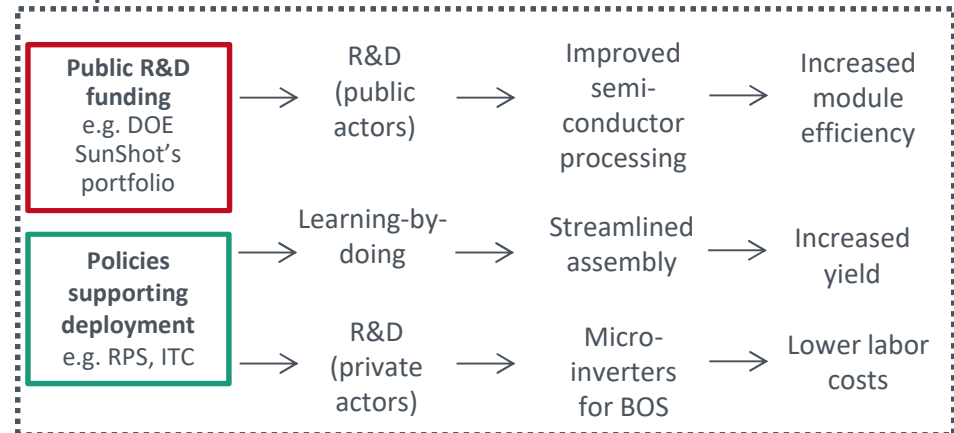 Public R&D
funding
e.g. DOE
SunShot's
portfolio
R&D
(public
actors)
Improved
semi-
conductor
processing
Increased
module
efficiency
Policies
supporting
deployment
e.g. RPS, ITC
Learning-by-
doing
Streamlined
assembly
Increased
yield
R&D
(private
actors)
Micro-
inverters
for BOS
Lower labor
costs